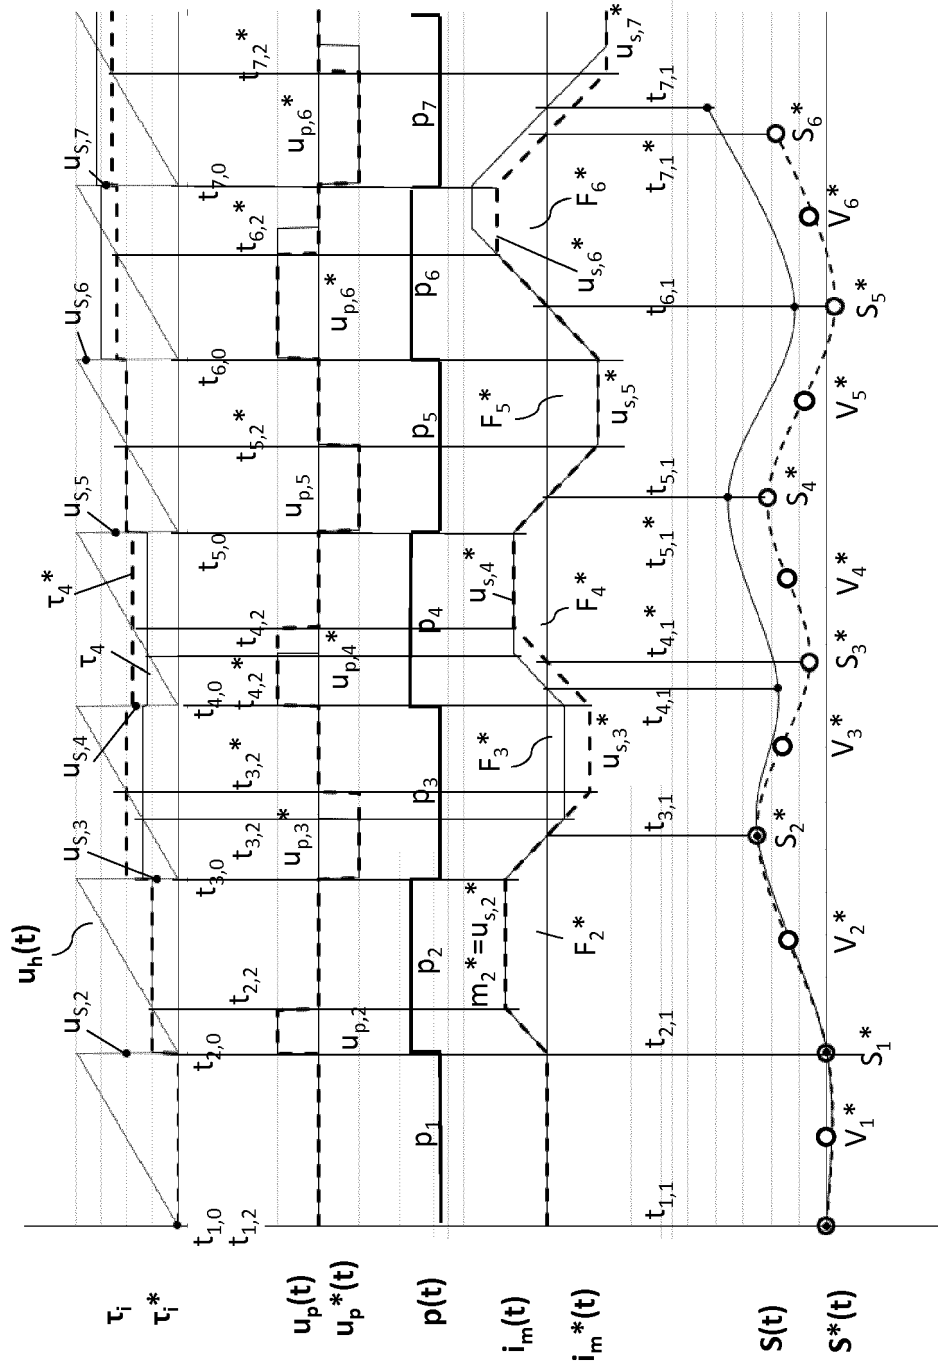 u_h(t)
u_s,2
u_s,3
u_s,4
τ_4
τ_4*
u_s,5
u_s,6
u_s,7
τ_i
τ_i*
t_1,0
t_1,2
t_2,0
t_2,2
t_3,0
t_3,2
t_3,2*
t_4,0
t_4,2*
t_4,2
t_5,0
t_5,2*
t_6,0
t_6,2*
t_7,0
t_7,2*
u_p(t)
u_p*(t)
u_p,2
u_p,3*
u_p,4*
u_p,5
u_p,6*
u_p,6*
p(t)
p_1
p_2
p_3
p_4
p_5
p_6
p_7
i_m(t)
i_m*(t)
m_2*=u_s,2*
F_2*
F_3*
u_s,3*
u_s,4*
F_4*
F_5*
u_s,5*
u_s,6*
F_6*
u_s,7*
t_1,1
t_2,1
t_3,1
t_4,1
t_4,1*
t_5,1*
t_5,1
t_6,1
t_7,1*
t_7,1
S(t)
S*(t)
V_1*
S_1*
V_2*
S_2*
V_3*
S_3*
V_4*
S_4*
V_5*
S_5*
V_6*
S_6*